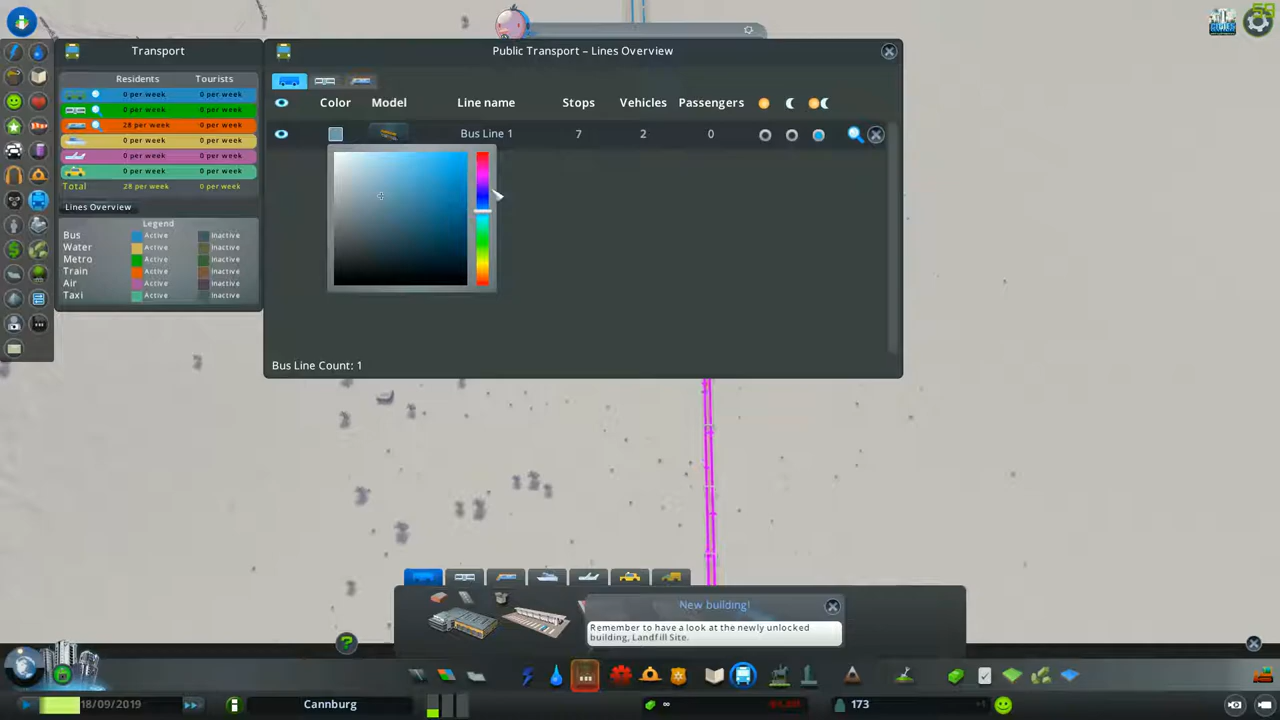 59
Transport
Public Transport – Lines Overview
Residents Tourists
0 per week 0 per week
0 per week 0 per week
28 per week 0 per week
0 per week 0 per week
0 per week 0 per week
0 per week 0 per week
Total 28 per week 0 per week
Lines Overview
Legend
Bus Active Inactive
Water Active Inactive
Metro Active Inactive
Train Active Inactive
Air Active Inactive
Taxi Active Inactive
Color Model Line name Stops Vehicles Passengers
Bus Line 1 7 2 0
Bus Line Count: 1
New building!
Remember to have a look at the newly unlocked
building, Landfill Site.
?
18/09/2019 Cannburg ∞ 173